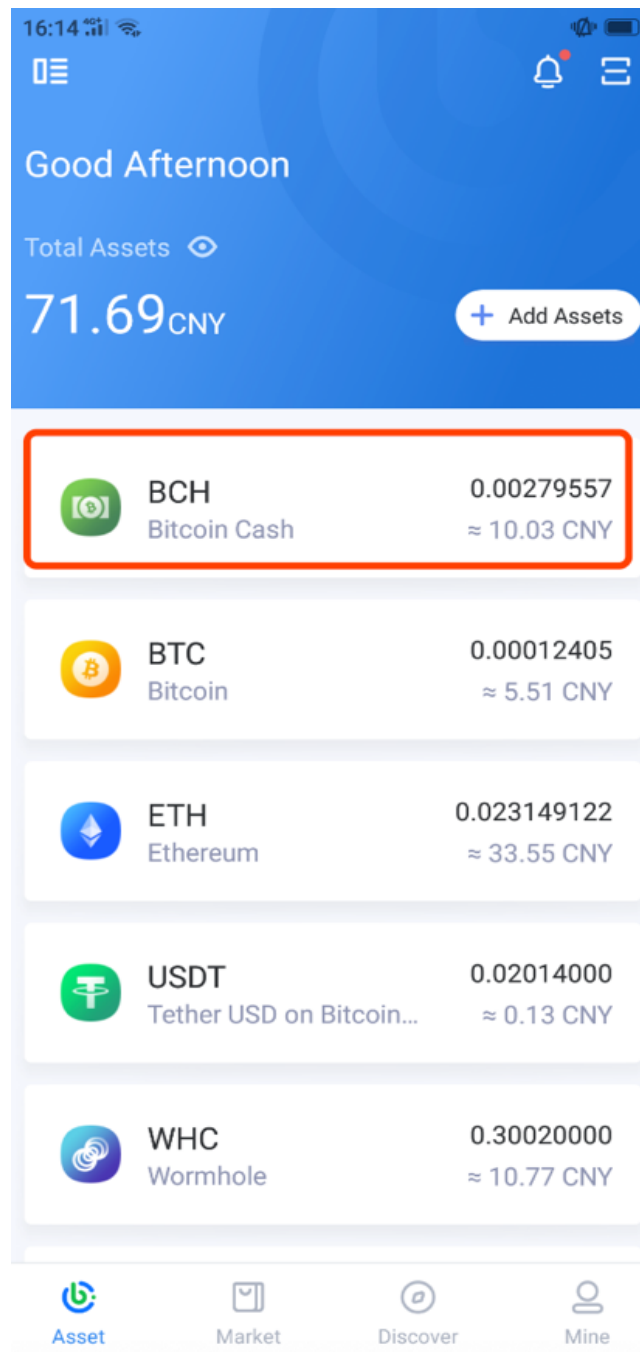 16:14
Good Afternoon
Total Assets
71.69CNY
+ Add Assets
BCH
0.00279557
Bitcoin Cash
≈ 10.03 CNY
BTC
0.00012405
Bitcoin
≈ 5.51 CNY
ETH
0.023149122
Ethereum
≈ 33.55 CNY
USDT
0.02014000
Tether USD on Bitcoin...
≈ 0.13 CNY
WHC
0.30020000
Wormhole
≈ 10.77 CNY
Asset
Market
Discover
Mine